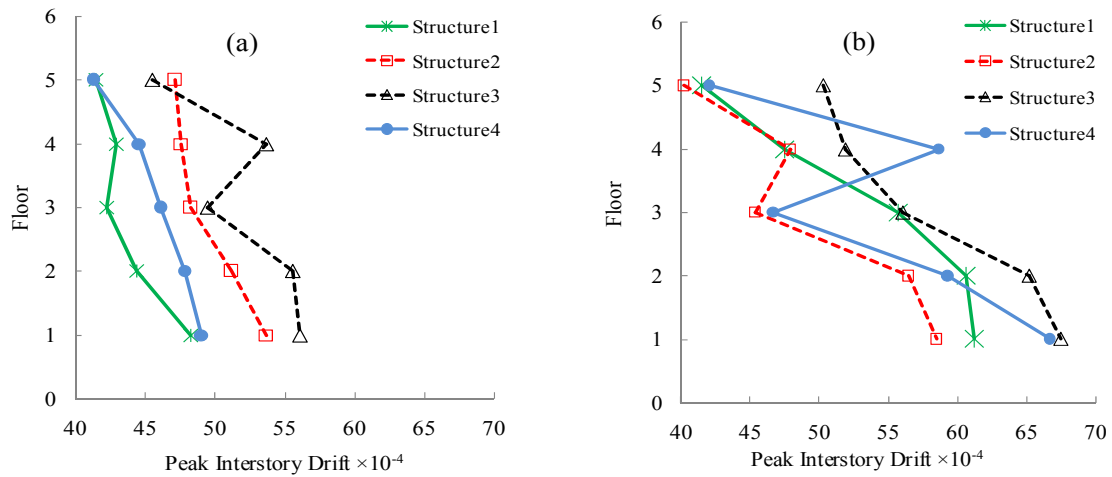 (a)
Structure1
Structure2
Structure3
Structure4
6
5
4
3
2
1
0
Floor
40 45 50 55 60 65 70
Peak Interstory Drift ×10-4
(b)
Structure1
Structure2
Structure3
Structure4
6
5
4
3
2
1
0
Floor
40 45 50 55 60 65 70
Peak Interstory Drift ×10-4